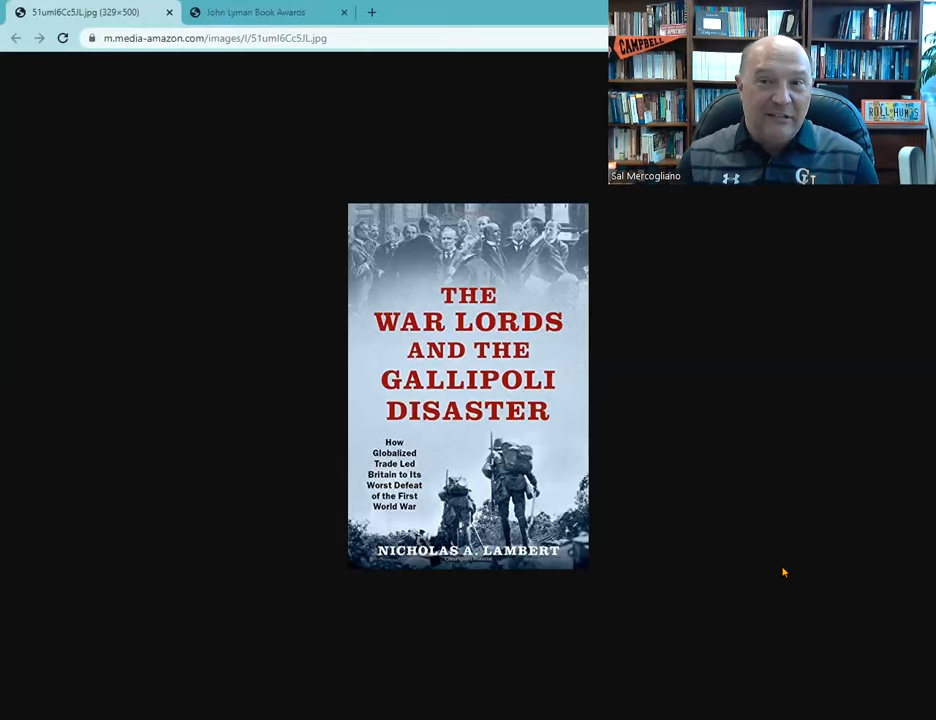 51umI6Cc5JL.jpg (329×500)
John Lyman Book Awards
m.media-amazon.com/images/I/51umI6Cc5JL.jpg
CAMPBELL
Sal Mercogliano
THE
WAR LORDS
AND THE
GALLIPOLI
DISASTER
How
Globalized
Trade Led
Britain to Its
Worst Defeat
of the First
World War
NICHOLAS A. LAMBERT
Copyrighted Material